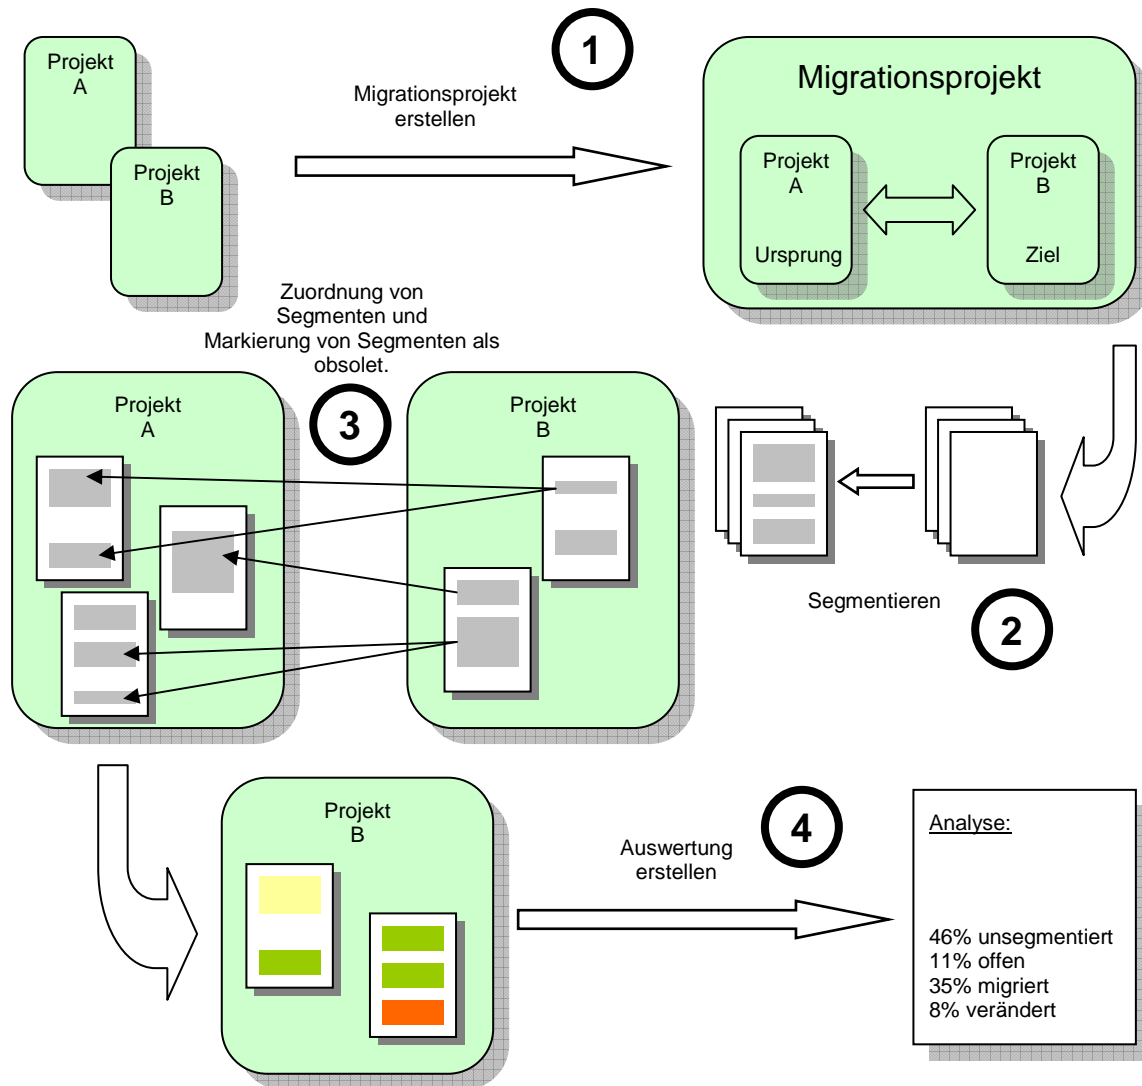 Projekt
A
Projekt
B
Migrationsprojekt
erstellen
1
Migrationsprojekt
Projekt
A
Ursprung
Projekt
B
Ziel
Segmentieren
2
Zuordnung von
Segmenten und
Markierung von Segmenten als
obsolet.
3
Projekt
A
Projekt
B
Projekt
B
Auswertung
erstellen
4
Analyse:
46% unsegmentiert
11% offen
35% migriert
8% verändert